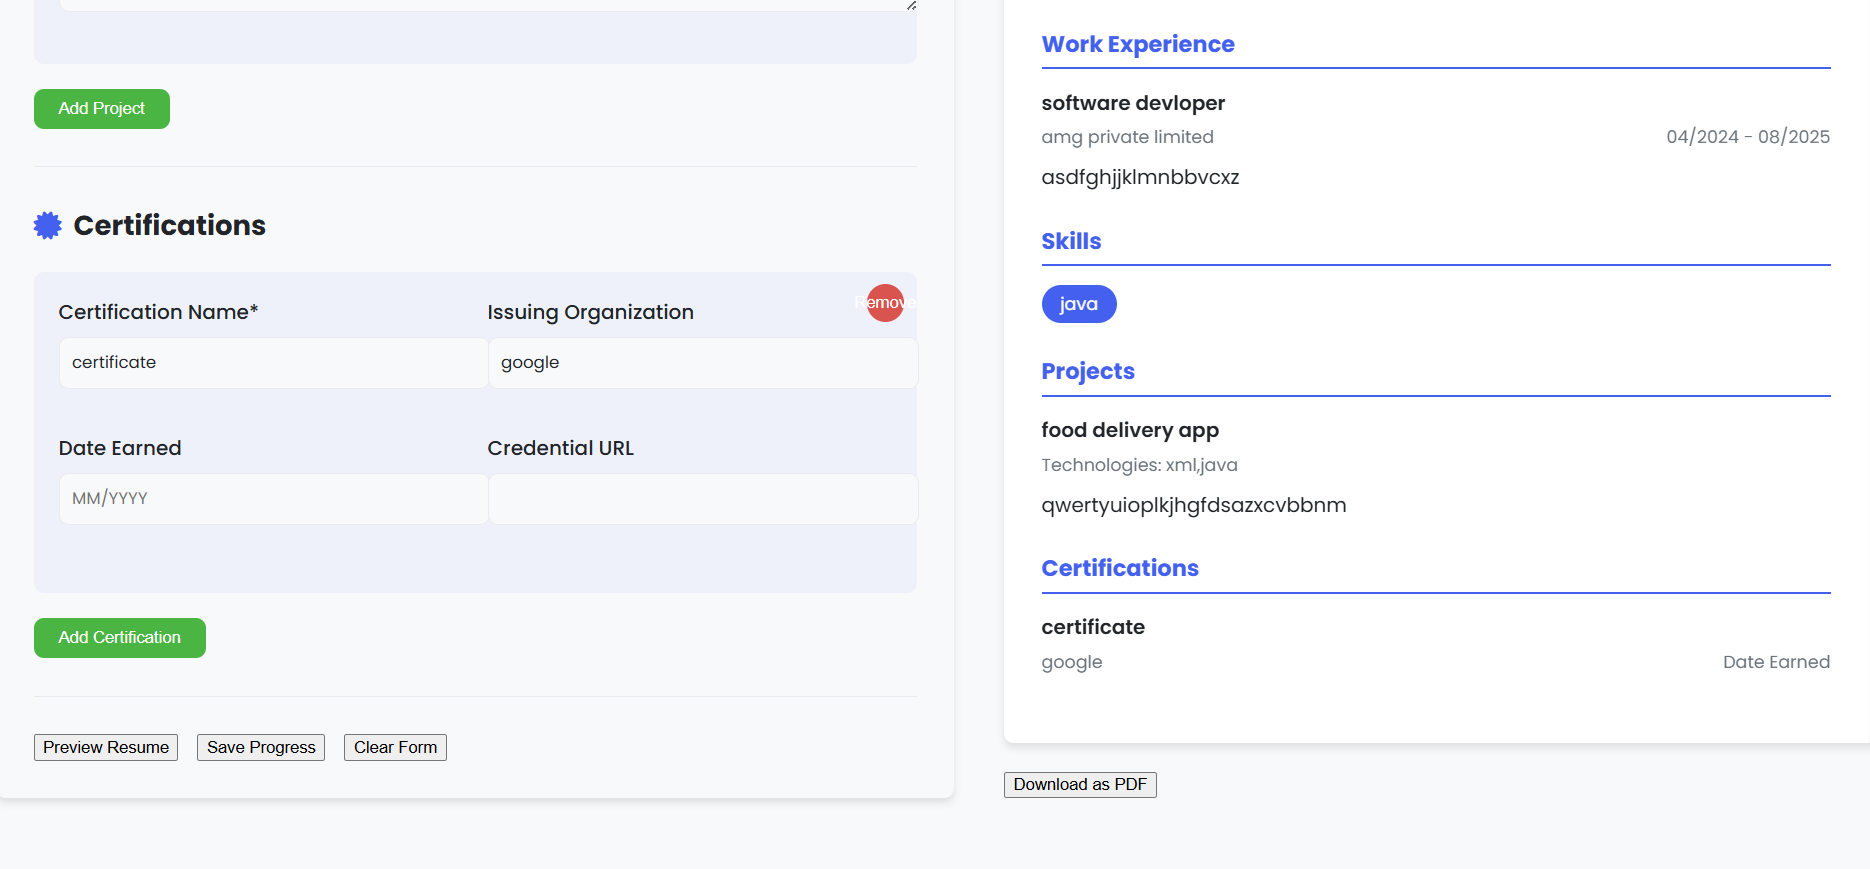 Add Project
Certifications
Remove
Certification Name*
Issuing Organization
certificate
google
Date Earned
Credential URL
MM/YYYY
Add Certification
Preview Resume
Save Progress
Clear Form
Work Experience
software devloper
amg private limited
04/2024 - 08/2025
asdfghjjklmnbbvcxz
Skills
java
Projects
food delivery app
Technologies: xml,java
qwertyuioplkjhgfdsazxcvbbnm
Certifications
certificate
google
Date Earned
Download as PDF